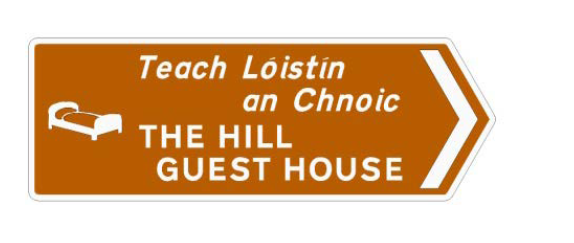 Teach Lóistín
an Chnoic
THE HILL
GUEST HOUSE